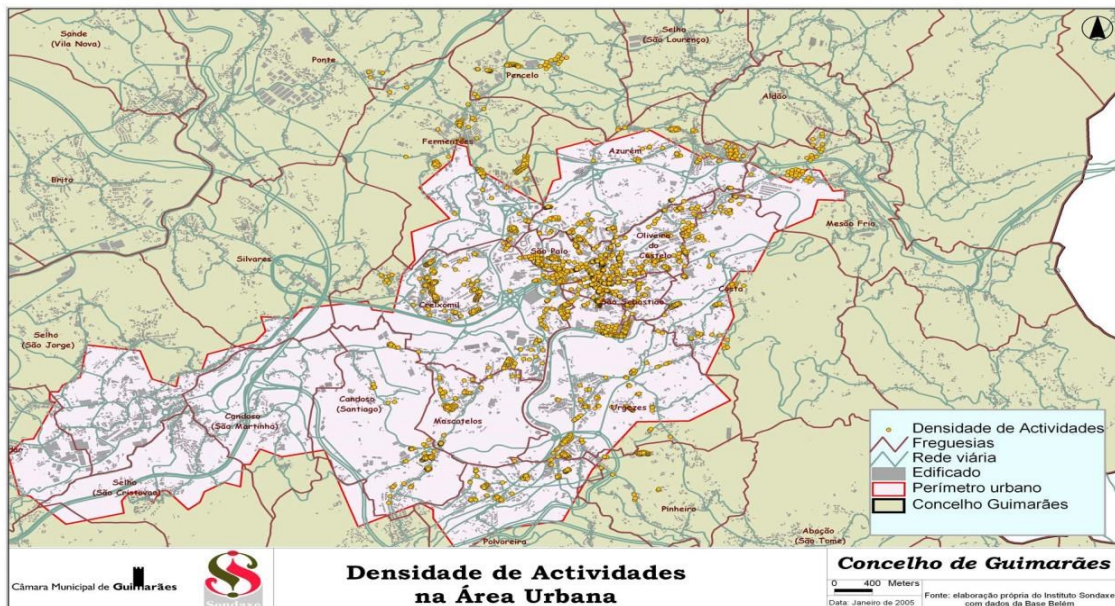 Sande
(Vila Nova)
Ponte
Selho
(São Lourenço)
Pencelo
Aldão
Fermentões
Azurém
Brito
Mesão Frio
Oliveira
do
Castelo
São Paio
Silvares
Creixomil
São Sebastião
Costa
Selho
(São Jorge)
Candoso
(Santiago)
Candoso
(São Martinho)
Mascotelos
Urgezes
Selho
(São Cristovao)
Pinheiro
Abação
(São Tome)
Polvoreira
Densidade de Actividades
Freguesias
Rede viária
Edificado
Perímetro urbano
Concelho Guimarães
Câmara Municipal de Guimarães
Sondaxe
Densidade de Actividades
na Área Urbana
Concelho de Guimarães
0 400 Meters
Data: Janeiro de 2005
Fonte: elaboração própria do Instituto Sondaxe
com dados da Base Belém